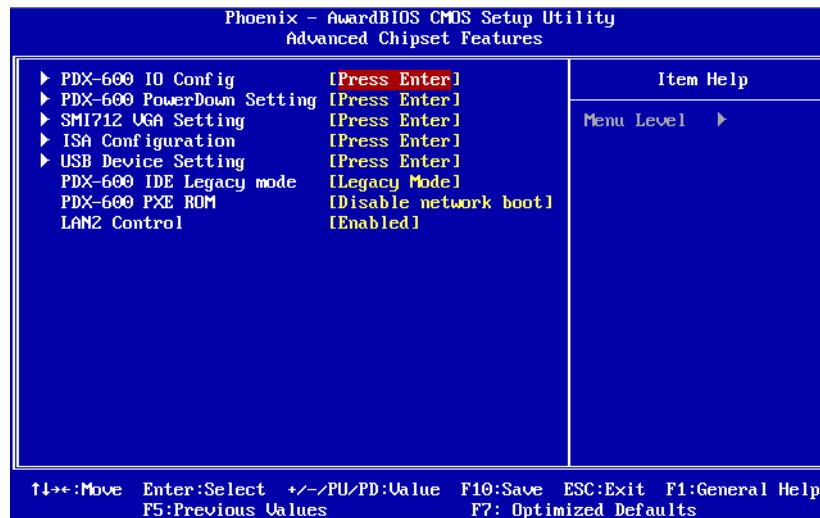 Phoenix - AwardBIOS CMOS Setup Utility
Advanced Chipset Features
▶ PDX-600 IO Config [Press Enter]
▶ PDX-600 PowerDown Setting [Press Enter]
▶ SMI712 VGA Setting [Press Enter]
▶ ISA Configuration [Press Enter]
▶ USB Device Setting [Press Enter]
PDX-600 IDE Legacy mode [Legacy Mode]
PDX-600 PXE ROM [Disable network boot]
LAN2 Control [Enabled]
Item Help
Menu Level ▶
↑↓→←:Move Enter:Select +/-/PU/PD:Value F10:Save ESC:Exit F1:General Help
F5:Previous Values F7: Optimized Defaults